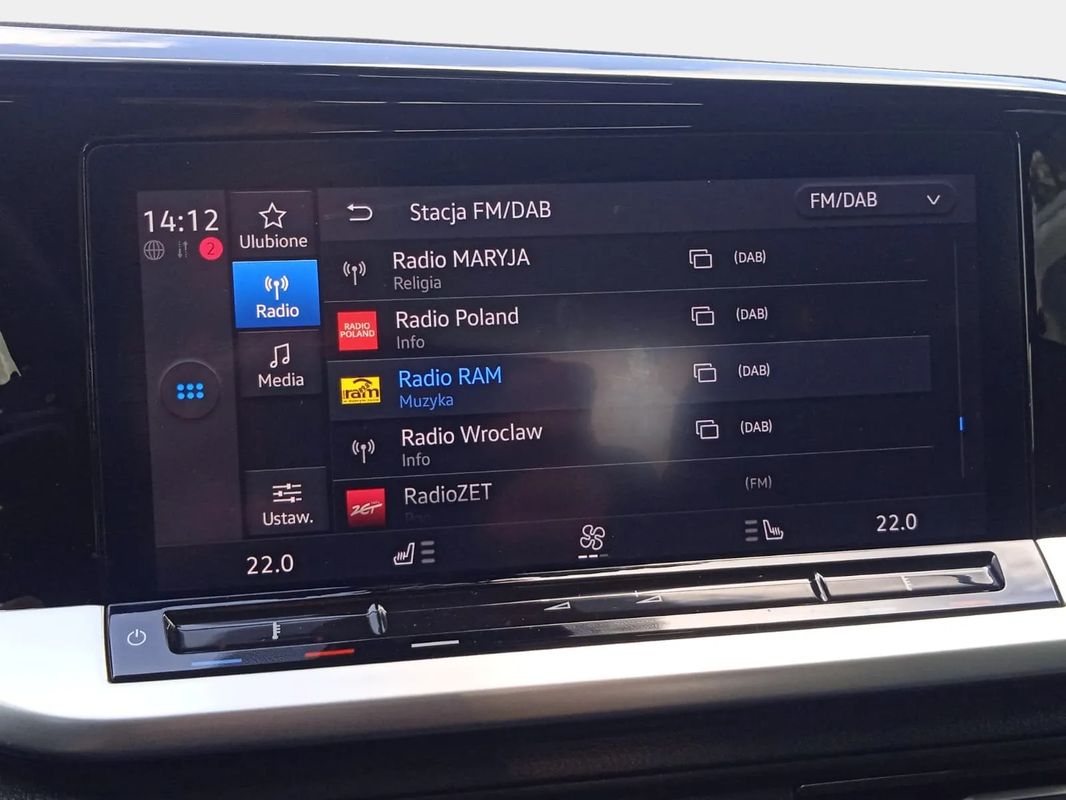 14:12
2
Ulubione
Radio
Media
Ustaw.
Stacja FM/DAB
FM/DAB
Radio MARYJA
Religia
(DAB)
RADIO
POLAND
Radio Poland
Info
(DAB)
ram
Radio RAM
Muzyka
(DAB)
Radio Wroclaw
Info
(DAB)
ZET
RadioZET
(FM)
22.0
22.0